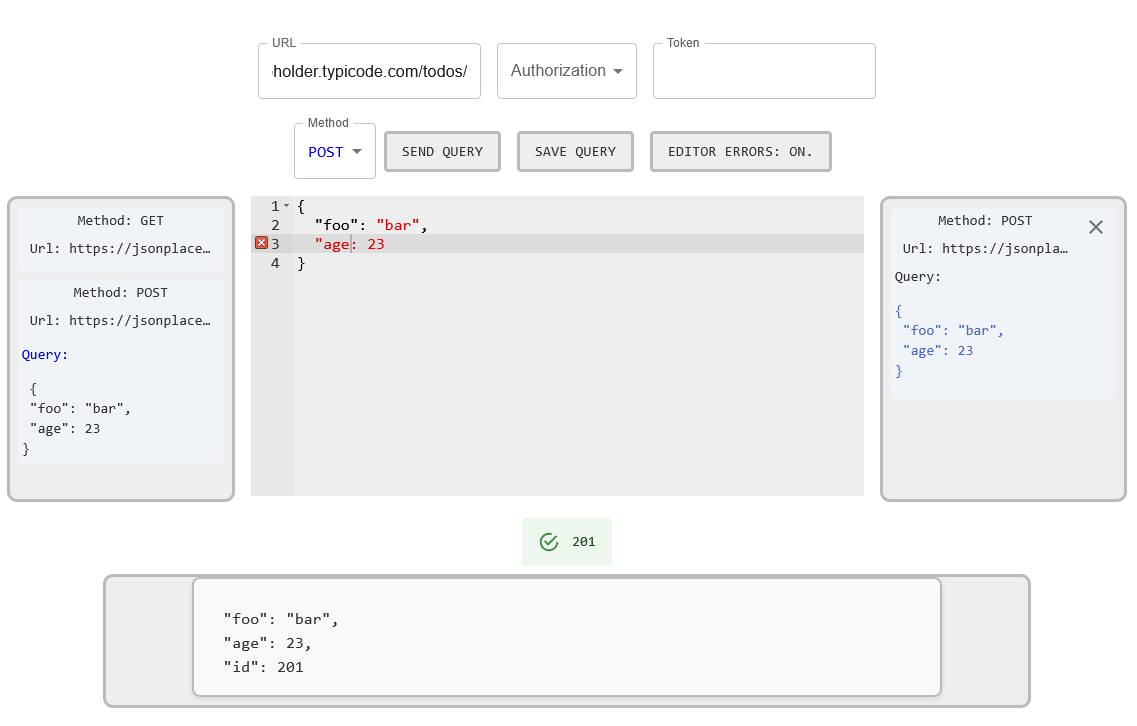 URL
holder.typicode.com/todos/
Authorization
Token
Method
POST
SEND QUERY
SAVE QUERY
EDITOR ERRORS: ON.
Method: GET
Url: https://jsonplace…
Method: POST
Url: https://jsonplace…
Query:
{
"foo": "bar",
"age": 23
}
1 {
2 "foo": "bar",
3 "age: 23
4 }
Method: POST
Url: https://jsonpla…
Query:
{
"foo": "bar",
"age": 23
}
201
"foo": "bar",
"age": 23,
"id": 201